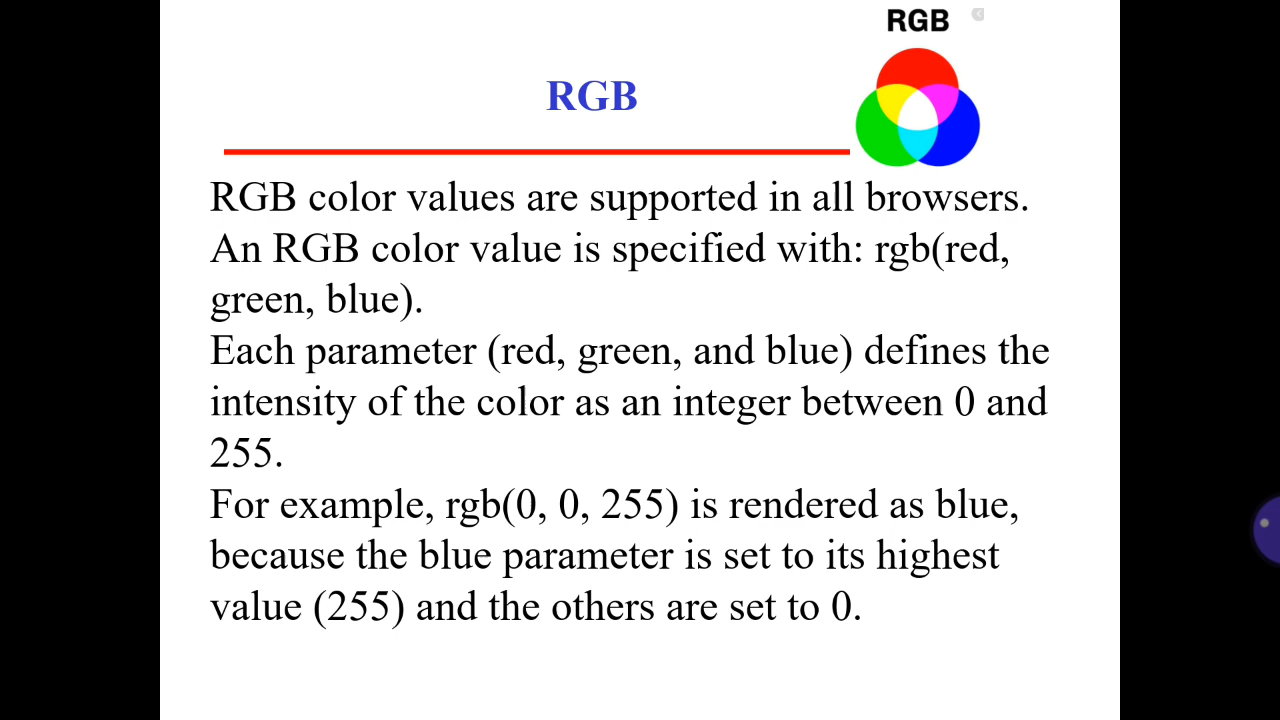 RGB
RGB
RGB color values are supported in all browsers.
An RGB color value is specified with: rgb(red,
green, blue).
Each parameter (red, green, and blue) defines the
intensity of the color as an integer between 0 and
255.
For example, rgb(0, 0, 255) is rendered as blue,
because the blue parameter is set to its highest
value (255) and the others are set to 0.